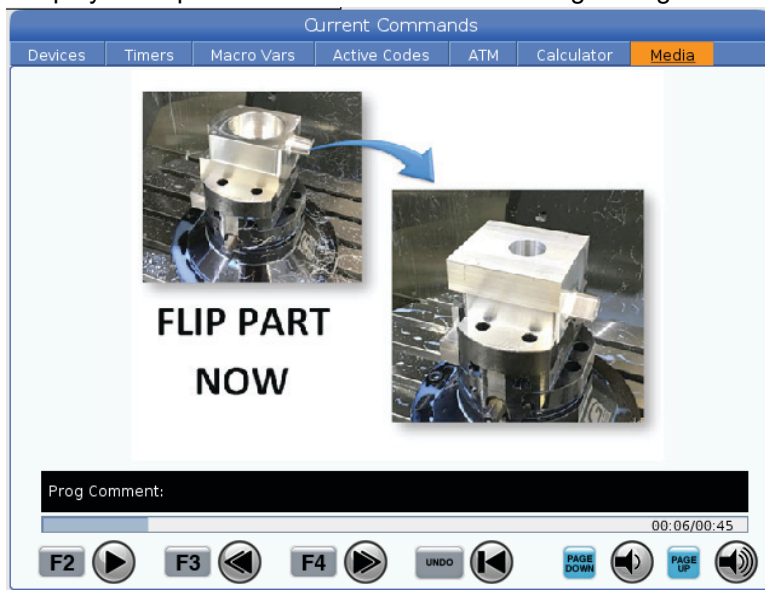 Current Commands
Devices Timers Macro Vars Active Codes ATM Calculator Media
FLIP PART
NOW
Prog Comment:
00:06/00:45
F2 F3 F4 UNDO PAGE DOWN PAGE UP